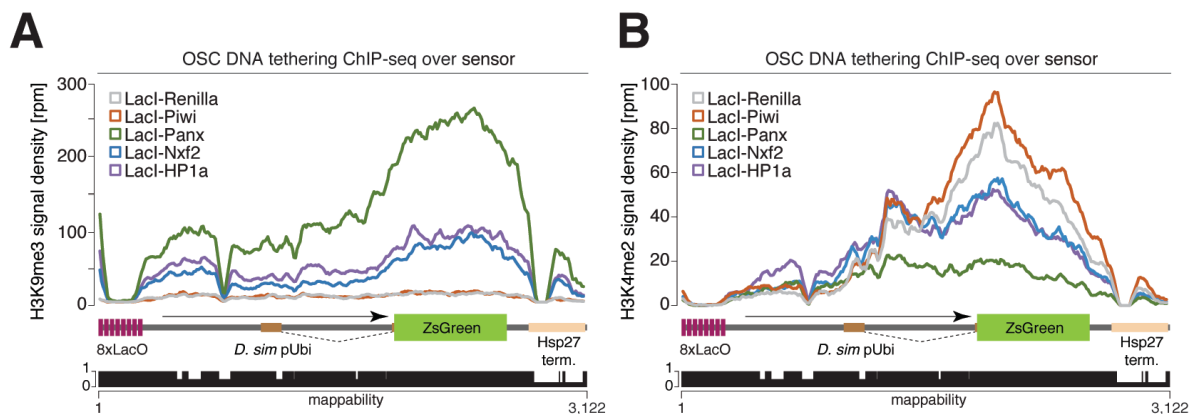 A
OSC DNA tethering ChIP-seq over sensor
H3K9me3 signal density [rpm]
300
200
100
0
LacI-Renilla
LacI-Piwi
LacI-Panx
LacI-Nxf2
LacI-HP1a
8xLacO
D. sim pUbi
ZsGreen
Hsp27
term.
1
0
mappability
1
3,122
B
OSC DNA tethering ChIP-seq over sensor
H3K4me2 signal density [rpm]
100
80
60
40
20
0
LacI-Renilla
LacI-Piwi
LacI-Panx
LacI-Nxf2
LacI-HP1a
8xLacO
D. sim pUbi
ZsGreen
Hsp27
term.
1
0
mappability
1
3,122